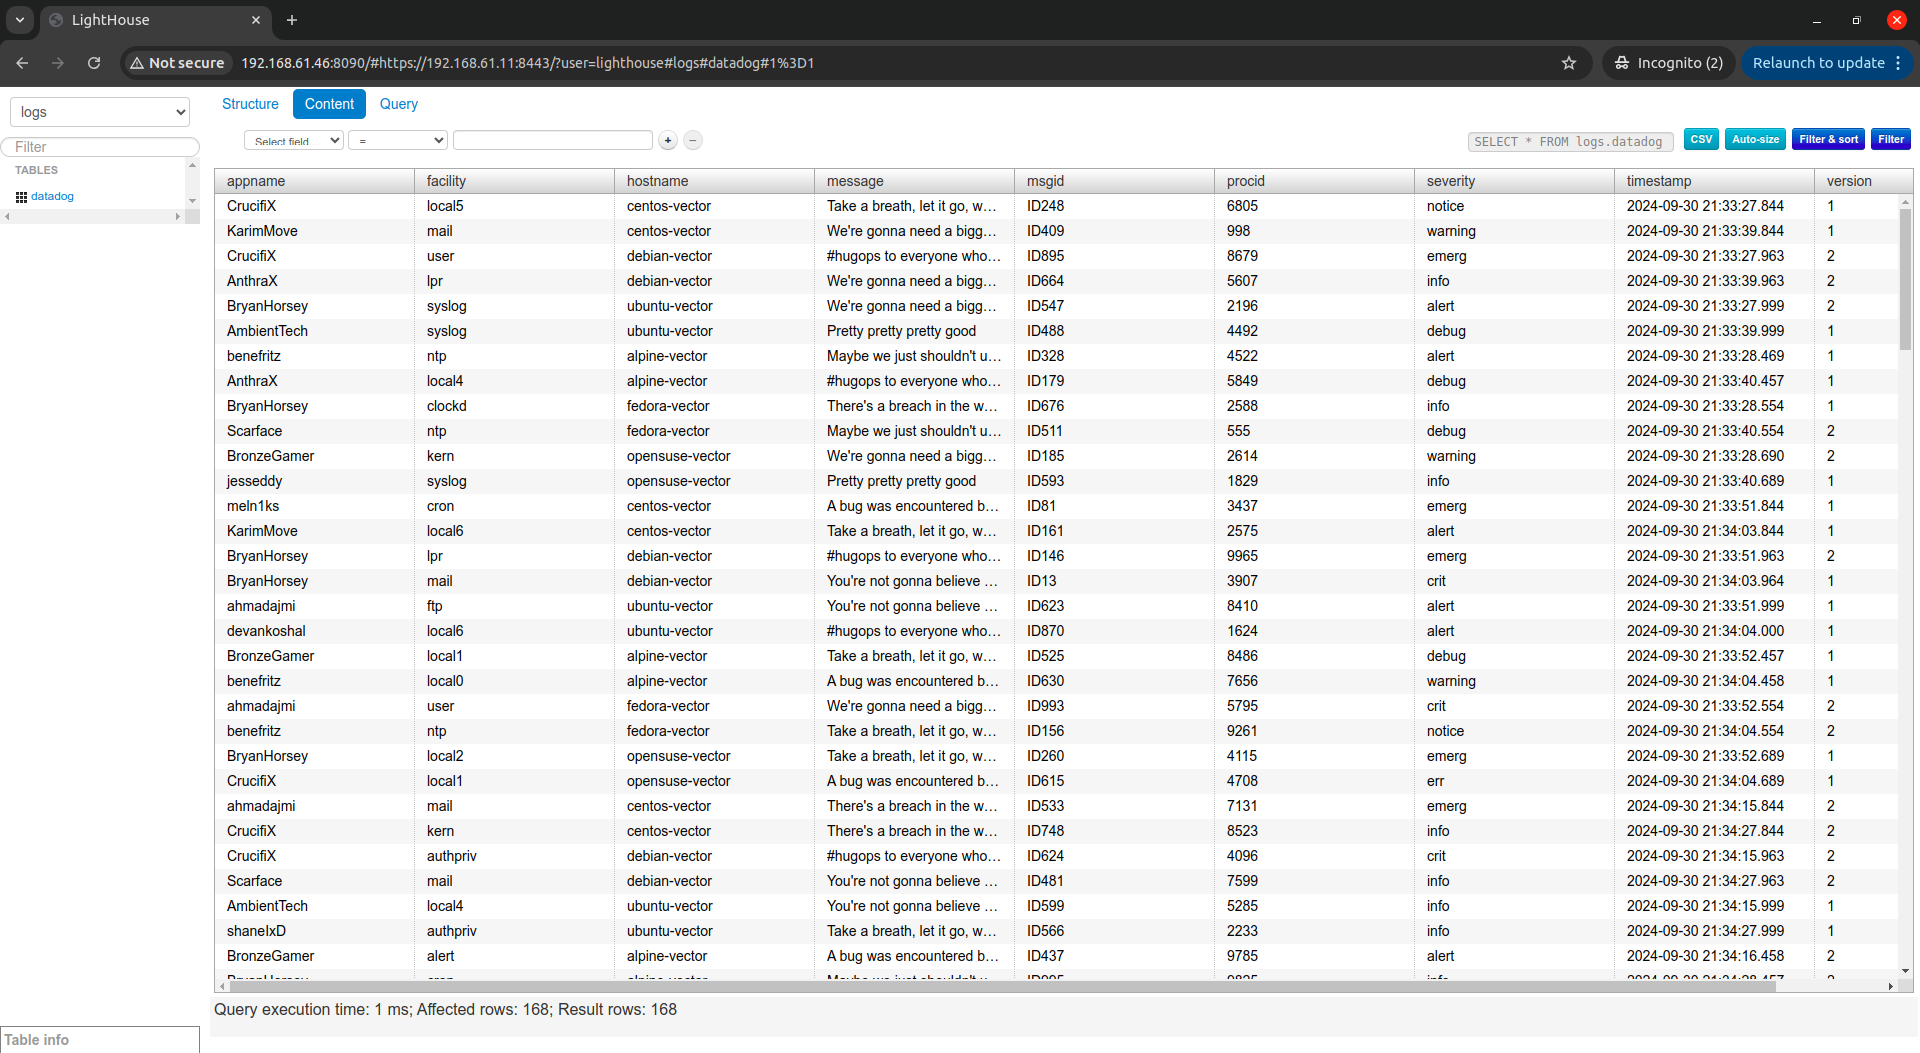 LightHouse
Not secure 192.168.61.46:8090/#https://192.168.61.11:8443/?user=lighthouse#logs#datadog#1%3D1 Incognito (2) Relaunch to update
logs Structure Content Query
Filter Select field = + − SELECT * FROM logs.datadog CSV Auto-size Filter & sort Filter
TABLES
datadog
appname facility hostname message msgid procid severity timestamp version
CrucifiX local5 centos-vector Take a breath, let it go, w… ID248 6805 notice 2024-09-30 21:33:27.844 1
KarimMove mail centos-vector We're gonna need a bigg… ID409 998 warning 2024-09-30 21:33:39.844 1
CrucifiX user debian-vector #hugops to everyone who… ID895 8679 emerg 2024-09-30 21:33:27.963 2
AnthraX lpr debian-vector We're gonna need a bigg… ID664 5607 info 2024-09-30 21:33:39.963 2
BryanHorsey syslog ubuntu-vector We're gonna need a bigg… ID547 2196 alert 2024-09-30 21:33:27.999 2
AmbientTech syslog ubuntu-vector Pretty pretty pretty good ID488 4492 debug 2024-09-30 21:33:39.999 1
benefritz ntp alpine-vector Maybe we just shouldn't u… ID328 4522 alert 2024-09-30 21:33:28.469 1
AnthraX local4 alpine-vector #hugops to everyone who… ID179 5849 debug 2024-09-30 21:33:40.457 1
BryanHorsey clockd fedora-vector There's a breach in the w… ID676 2588 info 2024-09-30 21:33:28.554 1
Scarface ntp fedora-vector Maybe we just shouldn't u… ID511 555 debug 2024-09-30 21:33:40.554 2
BronzeGamer kern opensuse-vector We're gonna need a bigg… ID185 2614 warning 2024-09-30 21:33:28.690 2
jesseddy syslog opensuse-vector Pretty pretty pretty good ID593 1829 info 2024-09-30 21:33:40.689 1
meln1ks cron centos-vector A bug was encountered b… ID81 3437 emerg 2024-09-30 21:33:51.844 1
KarimMove local6 centos-vector Take a breath, let it go, w… ID161 2575 alert 2024-09-30 21:34:03.844 1
BryanHorsey lpr debian-vector #hugops to everyone who… ID146 9965 emerg 2024-09-30 21:33:51.963 2
BryanHorsey mail debian-vector You're not gonna believe … ID13 3907 crit 2024-09-30 21:34:03.964 1
ahmadajmi ftp ubuntu-vector You're not gonna believe … ID623 8410 alert 2024-09-30 21:33:51.999 1
devankoshal local6 ubuntu-vector #hugops to everyone who… ID870 1624 alert 2024-09-30 21:34:04.000 1
BronzeGamer local1 alpine-vector Take a breath, let it go, w… ID525 8486 debug 2024-09-30 21:33:52.457 1
benefritz local0 alpine-vector A bug was encountered b… ID630 7656 warning 2024-09-30 21:34:04.458 1
ahmadajmi user fedora-vector We're gonna need a bigg… ID993 5795 crit 2024-09-30 21:33:52.554 2
benefritz ntp fedora-vector Take a breath, let it go, w… ID156 9261 notice 2024-09-30 21:34:04.554 2
BryanHorsey local2 opensuse-vector Take a breath, let it go, w… ID260 4115 emerg 2024-09-30 21:33:52.689 1
CrucifiX local1 opensuse-vector A bug was encountered b… ID615 4708 err 2024-09-30 21:34:04.689 1
ahmadajmi mail centos-vector There's a breach in the w… ID533 7131 emerg 2024-09-30 21:34:15.844 2
CrucifiX kern centos-vector There's a breach in the w… ID748 8523 info 2024-09-30 21:34:27.844 2
CrucifiX authpriv debian-vector #hugops to everyone who… ID624 4096 crit 2024-09-30 21:34:15.963 2
Scarface mail debian-vector You're not gonna believe … ID481 7599 info 2024-09-30 21:34:27.963 2
AmbientTech local4 ubuntu-vector You're not gonna believe … ID599 5285 info 2024-09-30 21:34:15.999 1
shaneIxD authpriv ubuntu-vector Take a breath, let it go, w… ID566 2233 info 2024-09-30 21:34:27.999 1
BronzeGamer alert alpine-vector A bug was encountered b… ID437 9785 alert 2024-09-30 21:34:16.458 2
Query execution time: 1 ms; Affected rows: 168; Result rows: 168
Table info